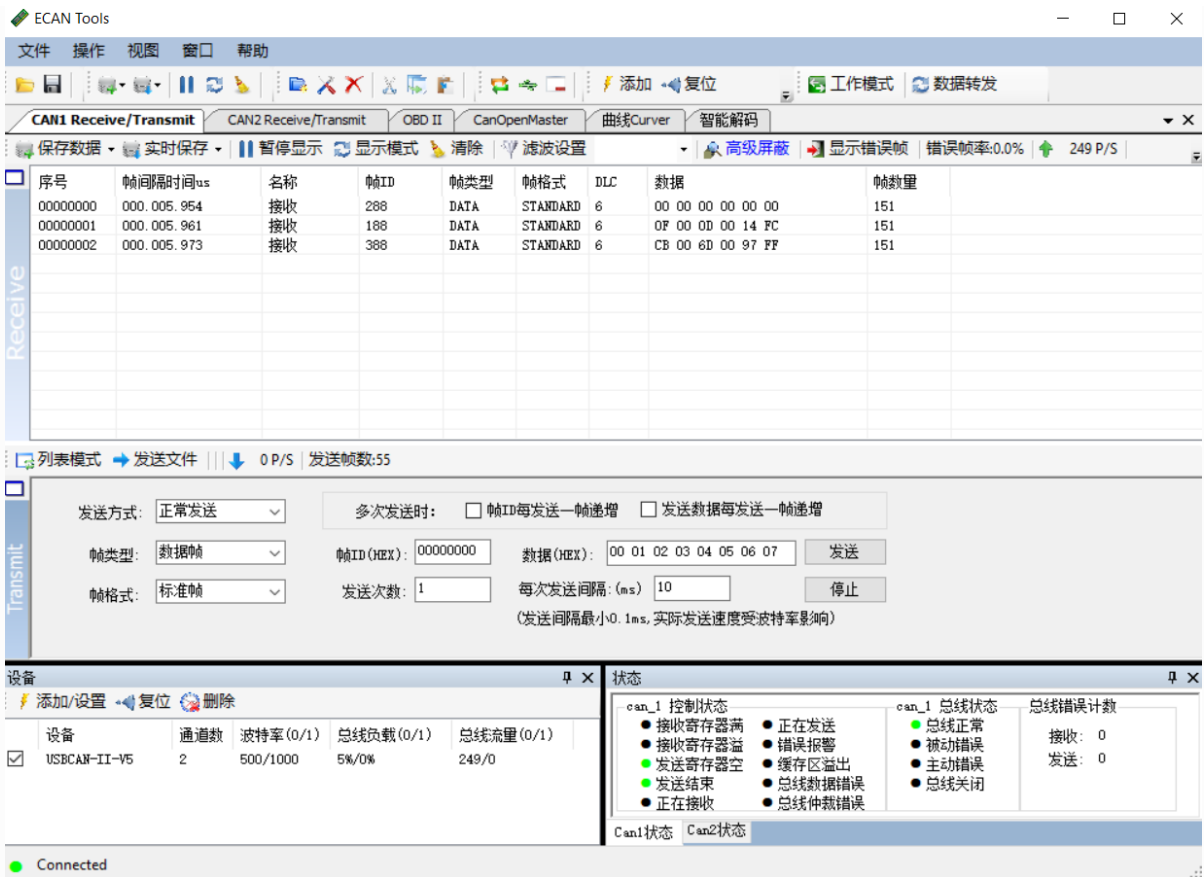 ECAN Tools
文件 操作 视图 窗口 帮助
添加 复位 工作模式 数据转发
CAN1 Receive/Transmit CAN2 Receive/Transmit OBD II CanOpenMaster 曲线Curver 智能解码
保存数据 实时保存 暂停显示 显示模式 清除 滤波设置 高级屏蔽 显示错误帧 错误帧率:0.0% 249 P/S
序号 帧间隔时间us 名称 帧ID 帧类型 帧格式 DLC 数据 帧数量
00000000 000.005.954 接收 288 DATA STANDARD 6 00 00 00 00 00 00 151
00000001 000.005.961 接收 188 DATA STANDARD 6 0F 00 0D 00 14 FC 151
00000002 000.005.973 接收 388 DATA STANDARD 6 CB 00 6D 00 97 FF 151
Receive
列表模式 发送文件 0 P/S 发送帧数:55
Transmit
发送方式: 正常发送 多次发送时: 帧ID每发送一帧递增 发送数据每发送一帧递增
帧类型: 数据帧 帧ID(HEX): 00000000 数据(HEX): 00 01 02 03 04 05 06 07 发送
帧格式: 标准帧 发送次数: 1 每次发送间隔:(ms) 10 停止
(发送间隔最小0.1ms,实际发送速度受波特率影响)
设备
添加/设置 复位 删除
设备 通道数 波特率(0/1) 总线负载(0/1) 总线流量(0/1)
USBCAN-II-V5 2 500/1000 5%/0% 249/0
状态
can_1 控制状态 can_1 总线状态 总线错误计数
接收寄存器满 正在发送 总线正常 接收: 0
接收寄存器溢 错误报警 被动错误 发送: 0
发送寄存器空 缓存区溢出 主动错误
发送结束 总线数据错误 总线关闭
正在接收 总线仲裁错误
Can1状态 Can2状态
Connected